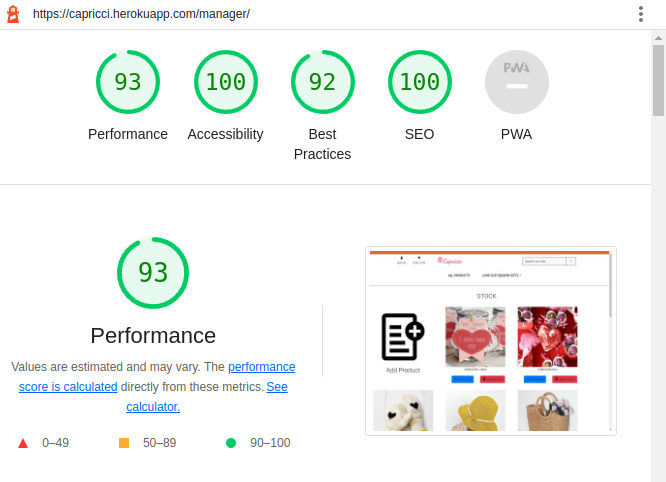 https://capricci.herokuapp.com/manager/
93
100
92
100
PWA
Performance
Accessibility
Best
Practices
SEO
PWA
93
Performance
Values are estimated and may vary. The performance
score is calculated directly from these metrics. See
calculator.
0–49
50–89
90–100
STOCK
Add Product